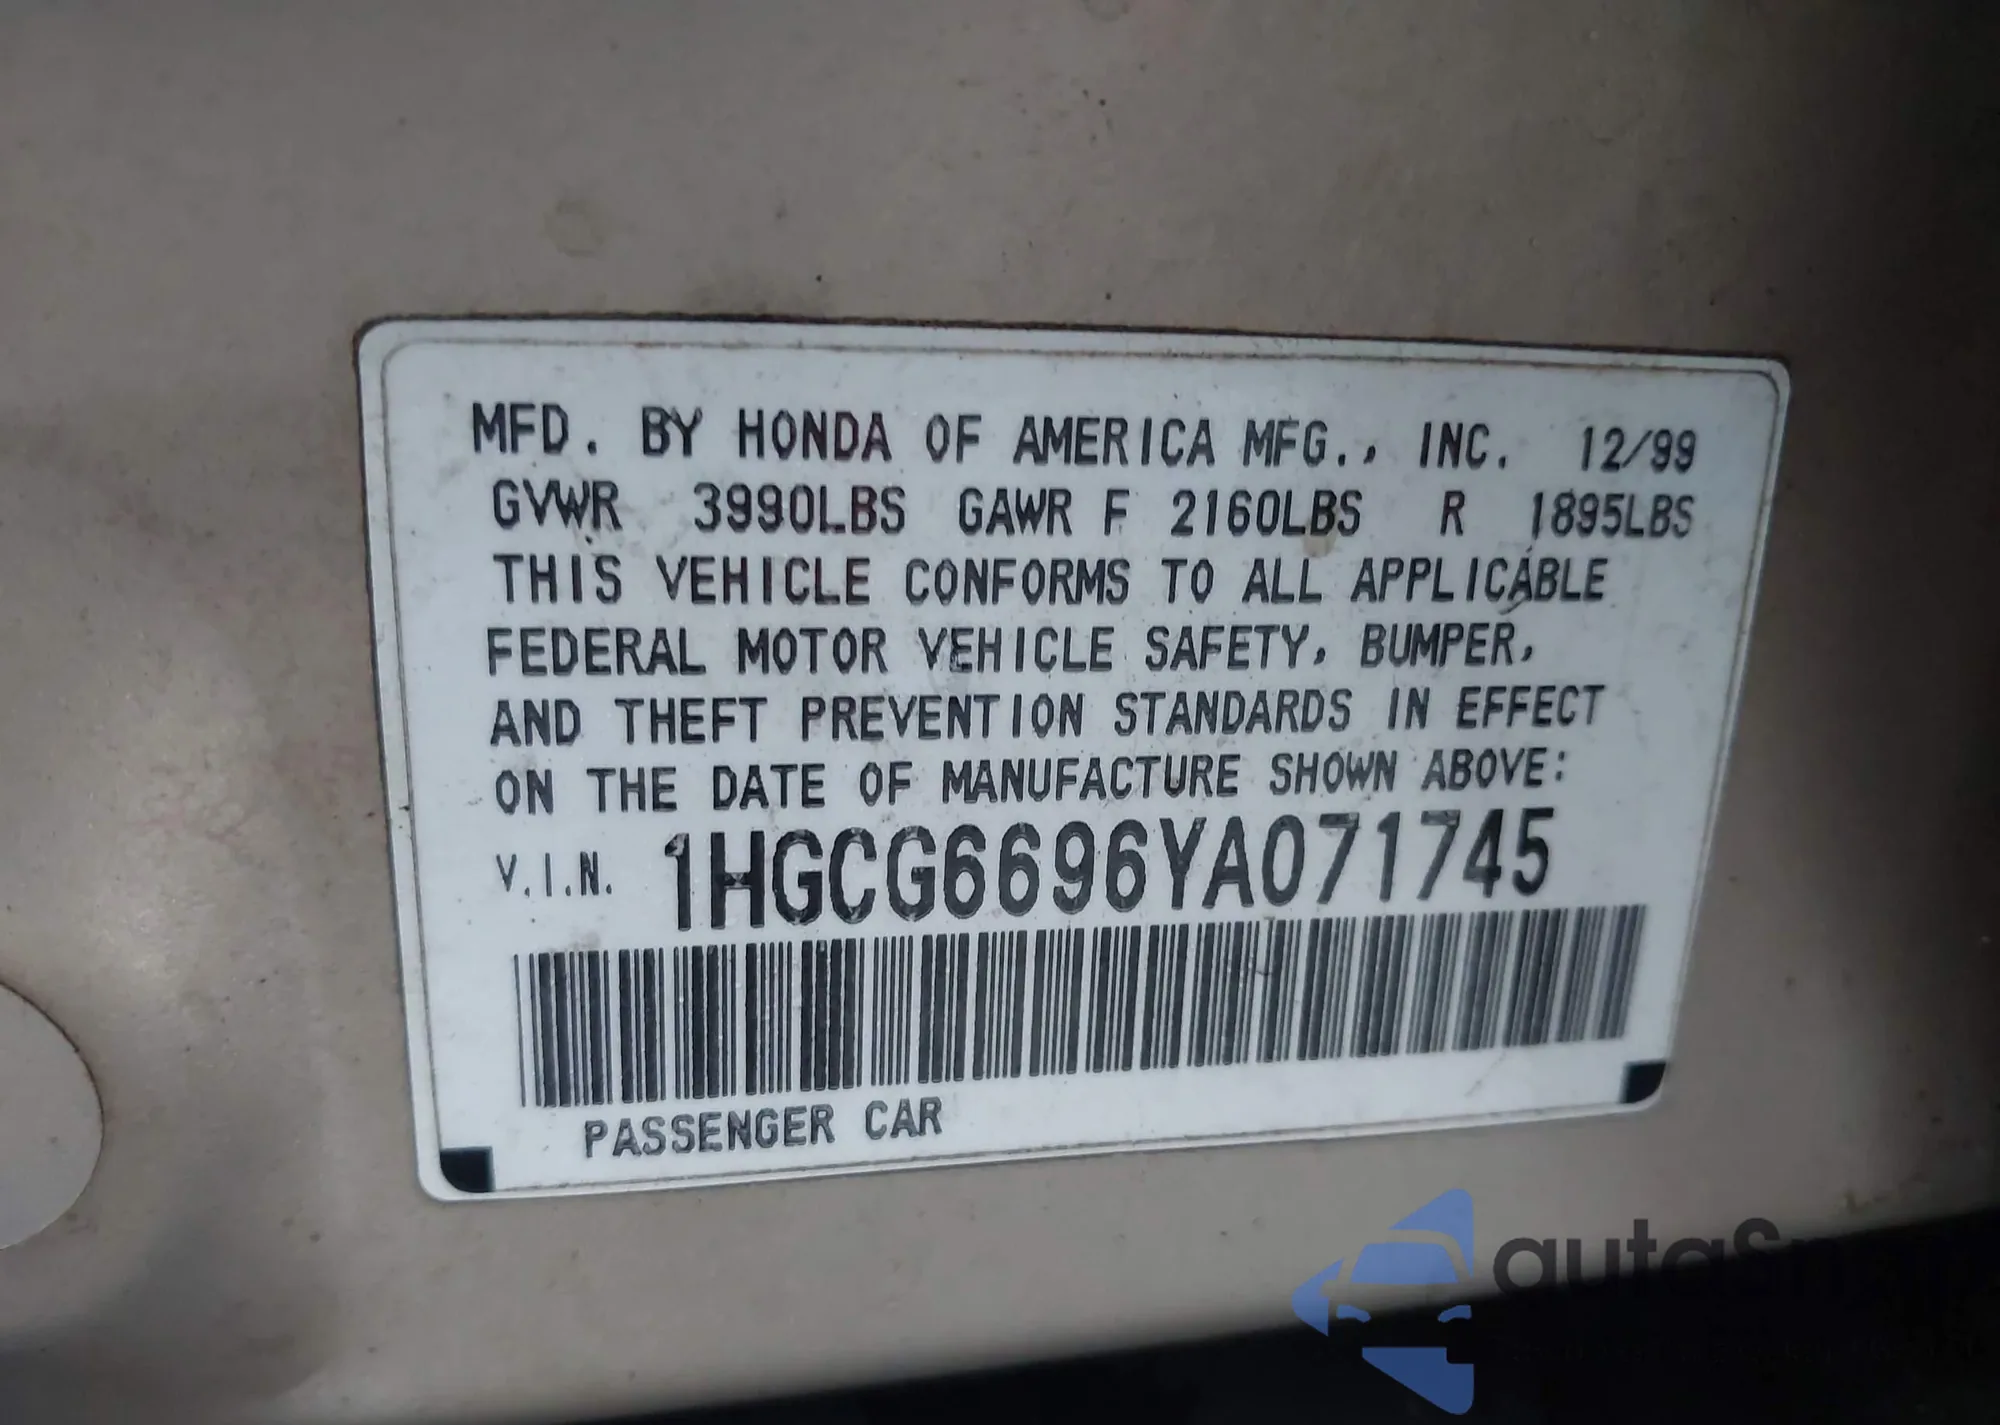 MFD. BY HONDA OF AMERICA MFG., INC. 12/99
GVWR 3990LBS GAWR F 2160LBS R 1895LBS
THIS VEHICLE CONFORMS TO ALL APPLICABLE
FEDERAL MOTOR VEHICLE SAFETY, BUMPER,
AND THEFT PREVENTION STANDARDS IN EFFECT
ON THE DATE OF MANUFACTURE SHOWN ABOVE:
V.I.N. 1HGCG6696YA071745
PASSENGER CAR